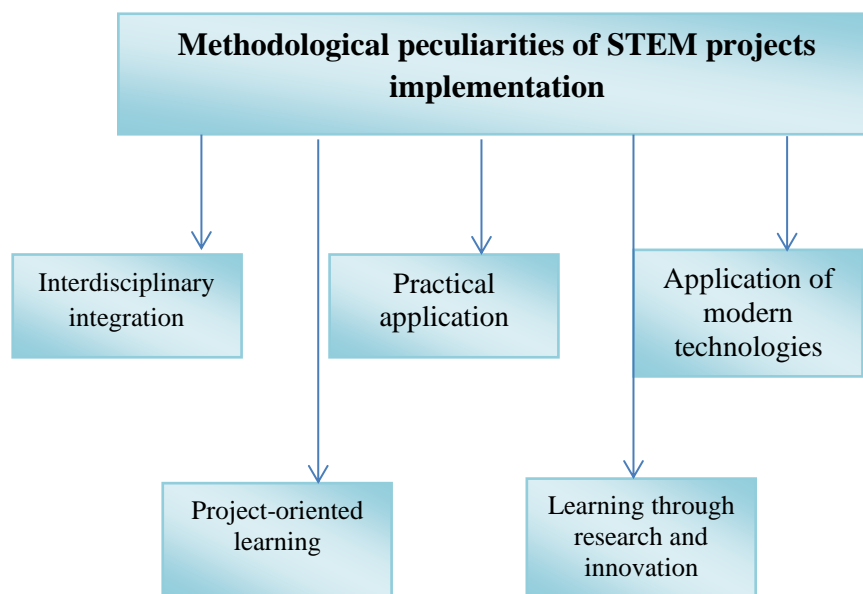 Methodological peculiarities of STEM projects
implementation
Interdisciplinary
integration
Practical
application
Application of
modern
technologies
Project-oriented
learning
Learning through
research and
innovation